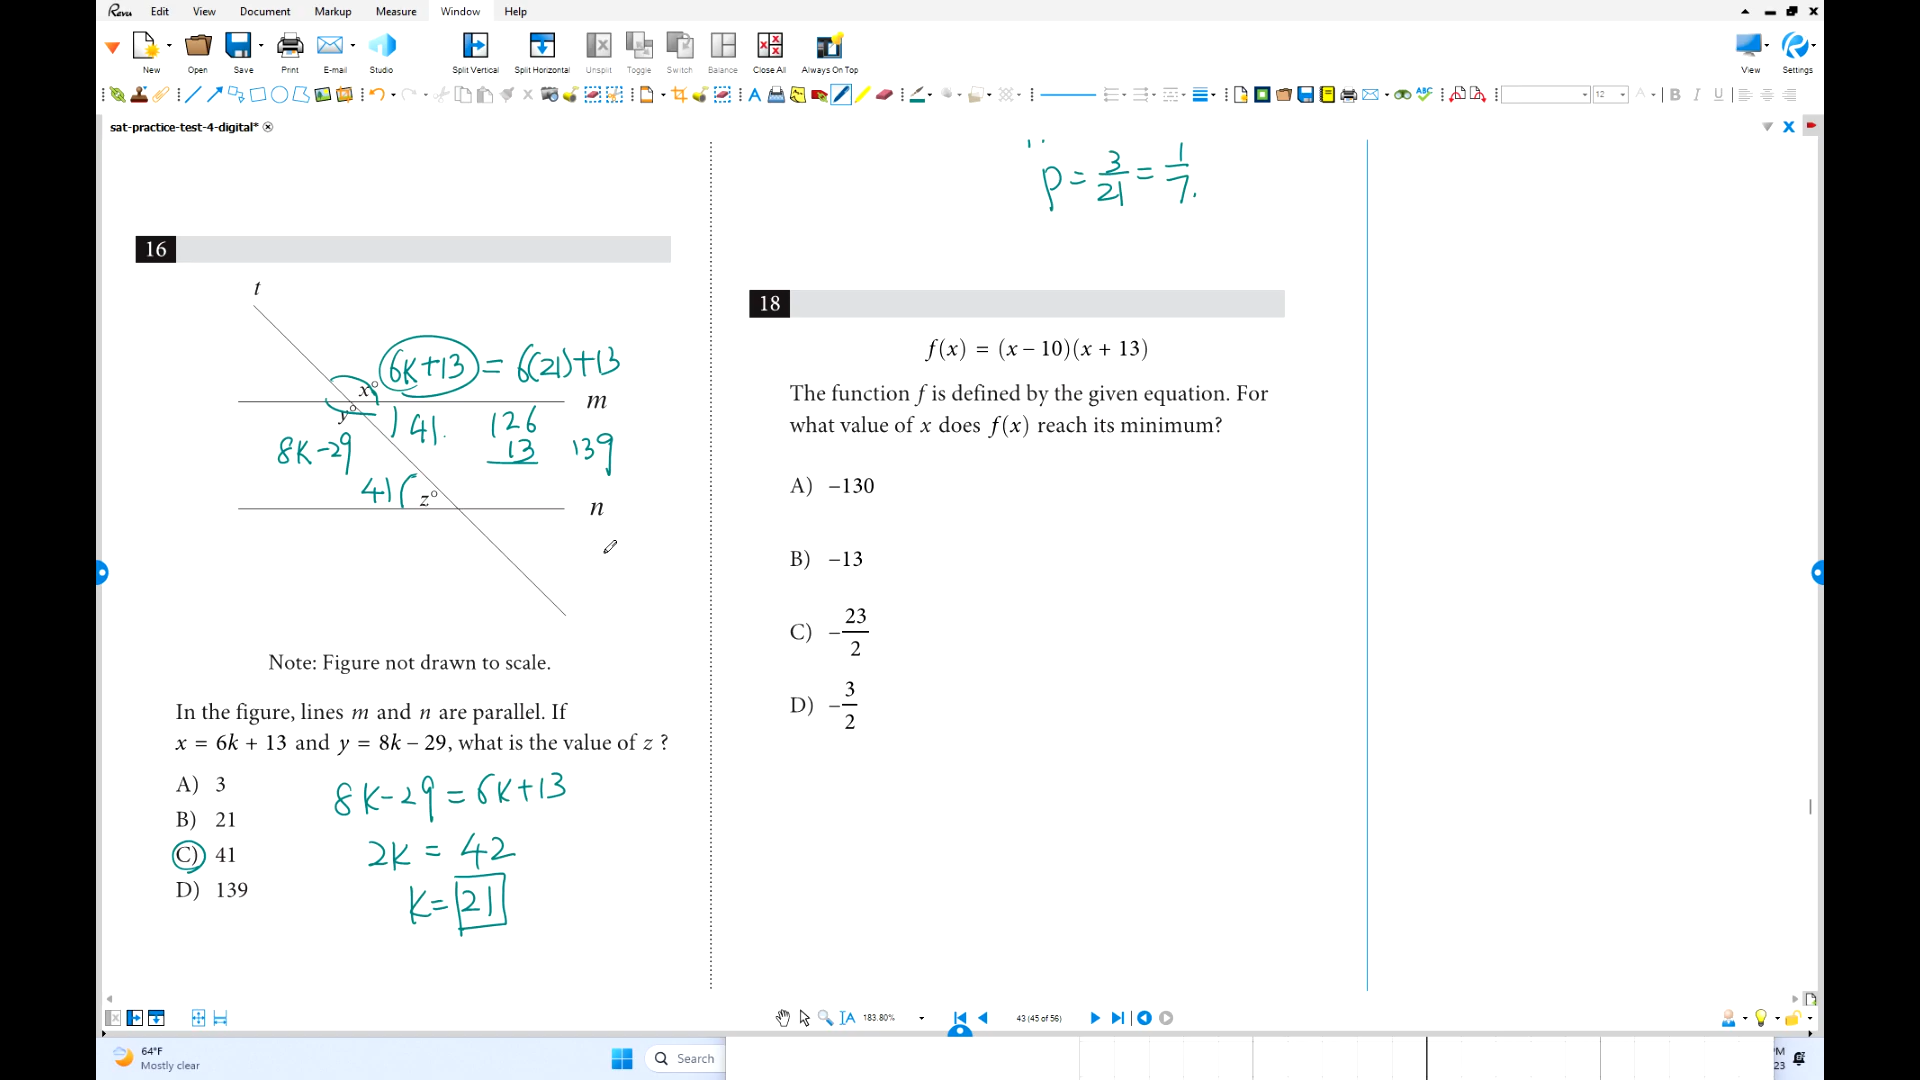 Revu Edit View Document Markup Measure Window Help
New Open Save Print E-mail Studio Split Vertical Split Horizontal Unsplit Toggle Switch Balance Close All Always On Top View Settings
12
sat-practice-test-4-digital*
16
t
6k+13 = 6(21)+13
x°
m
y°
141.
126
13
139
8k-29
41
z°
n
Note: Figure not drawn to scale.
In the figure, lines m and n are parallel. If
x = 6k + 13 and y = 8k − 29, what is the value of z ?
A) 3
B) 21
C) 41
D) 139
8k-29 = 6k+13
2k = 42
k = 21
p = 3/21 = 1/7.
18
f(x) = (x − 10)(x + 13)
The function f is defined by the given equation. For
what value of x does f(x) reach its minimum?
A) −130
B) −13
C) −23/2
D) −3/2
183.80%
43 (45 of 56)
64°F
Mostly clear
Search